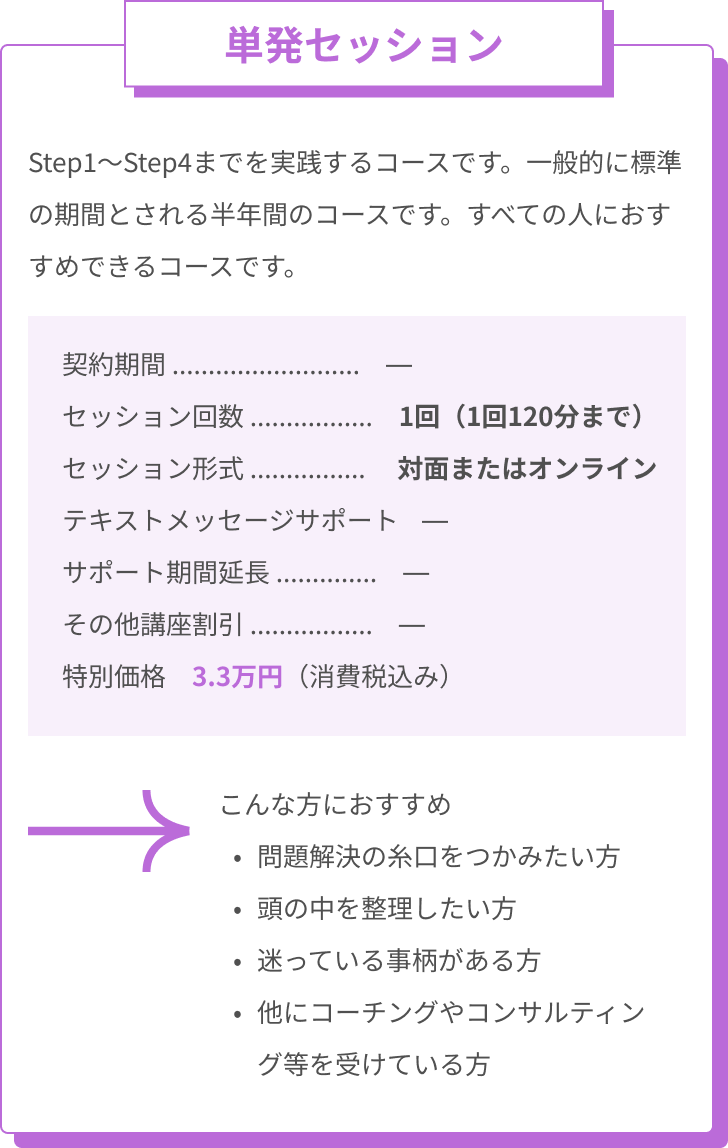 単発セッション
Step1〜Step4までを実践するコースです。一般的に標準
の期間とされる半年間のコースです。すべての人におす
すめできるコースです。
契約期間 .......................... —
セッション回数 ................. 1回（1回120分まで）
セッション形式 ................ 対面またはオンライン
テキストメッセージサポート —
サポート期間延長 .............. —
その他講座割引 ................. —
特別価格 3.3万円（消費税込み）
こんな方におすすめ
• 問題解決の糸口をつかみたい方
• 頭の中を整理したい方
• 迷っている事柄がある方
• 他にコーチングやコンサルティン
グ等を受けている方